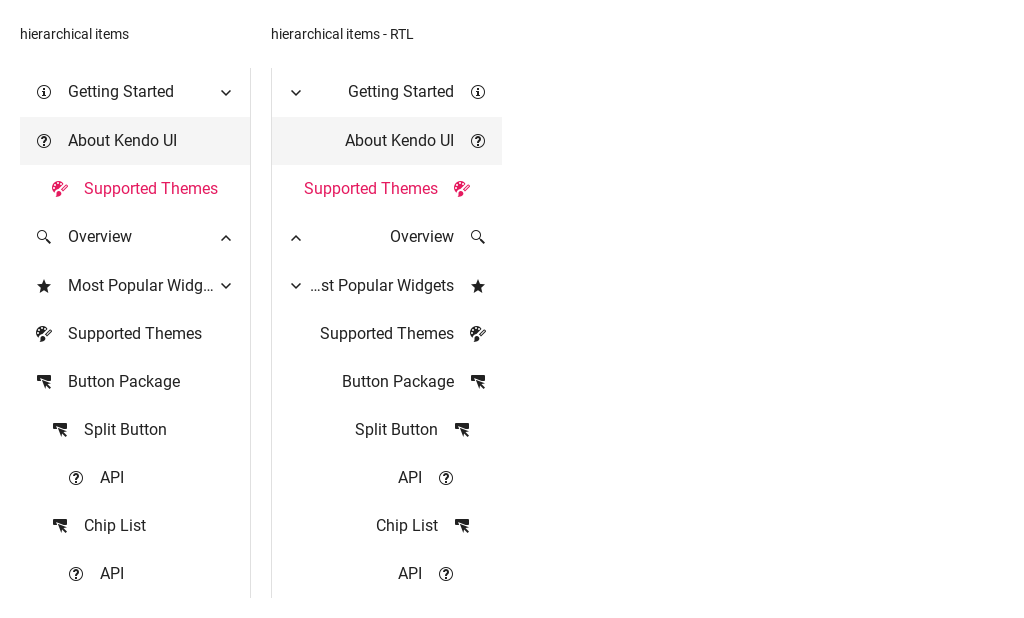 hierarchical items
Getting Started
About Kendo UI
Supported Themes
Overview
Most Popular Widg...
Supported Themes
Button Package
Split Button
API
Chip List
API
hierarchical items - RTL
Getting Started
About Kendo UI
Supported Themes
Overview
...st Popular Widgets
Supported Themes
Button Package
Split Button
API
Chip List
API